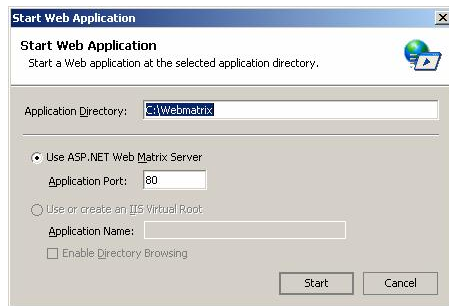 Start Web Application
Start Web Application
Start a Web application at the selected application directory.
Application Directory: C:\Webmatrix
Use ASP.NET Web Matrix Server
Application Port: 80
Use or create an IIS Virtual Root
Application Name:
Enable Directory Browsing
Start Cancel